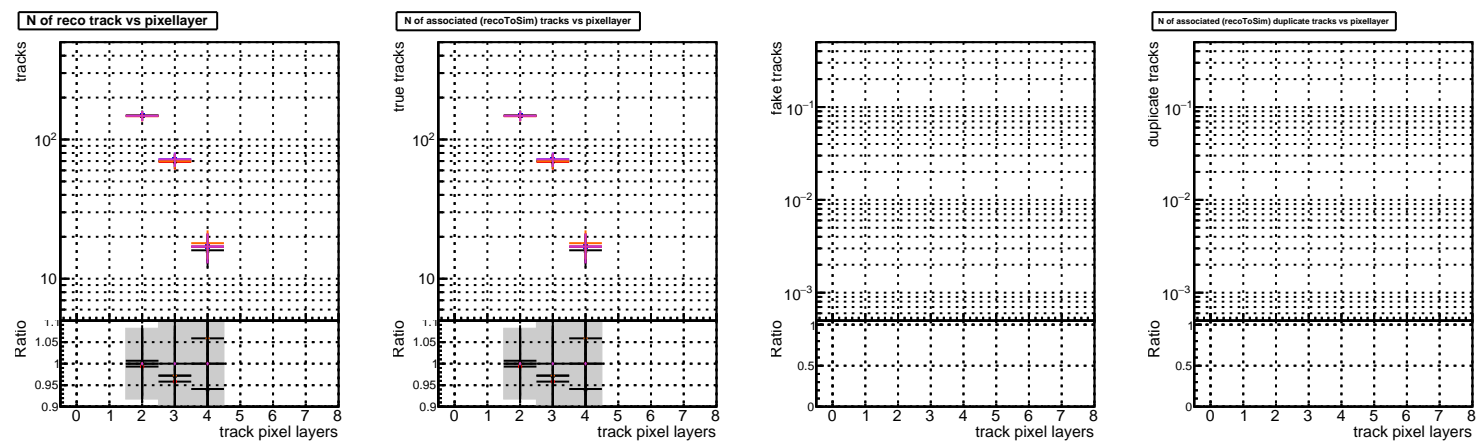 N of reco track vs pixellayer
tracks
10²
10
Ratio
1.1
1.05
1
0.95
0.9
0 1 2 3 4 5 6 7 8
track pixel layers
N of associated (recoToSim) tracks vs pixellayer
true tracks
10²
10
Ratio
1.1
1.05
1
0.95
0.9
0 1 2 3 4 5 6 7 8
track pixel layers
fake tracks
10⁻¹
10⁻²
10⁻³
Ratio
1
0.5
0
0 1 2 3 4 5 6 7 8
track pixel layers
N of associated (recoToSim) duplicate tracks vs pixellayer
duplicate tracks
10⁻¹
10⁻²
10⁻³
Ratio
1
0.5
0
0 1 2 3 4 5 6 7 8
track pixel layers